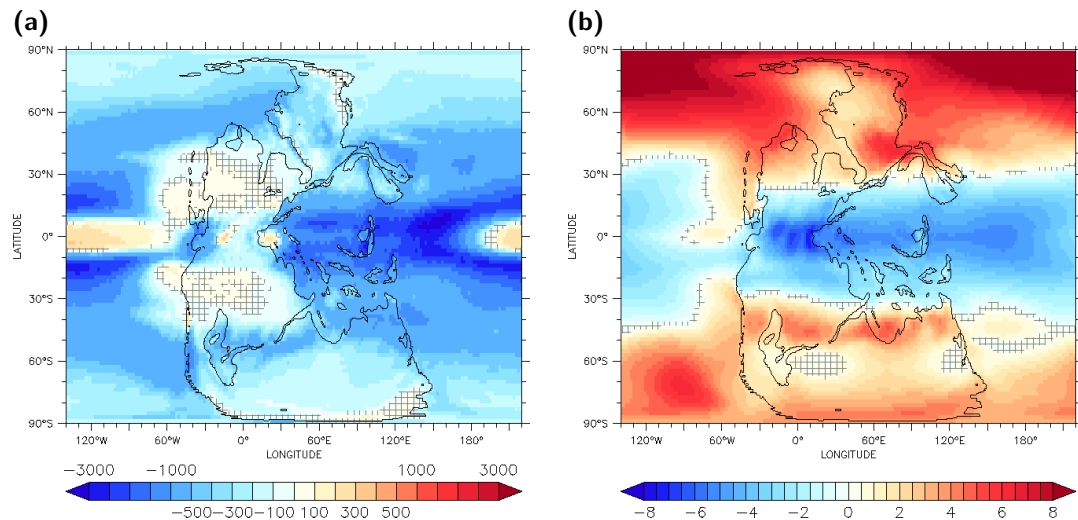 (a)
(b)
90°N
60°N
30°N
0°
30°S
60°S
90°S
LATITUDE
120°W
60°W
0°
60°E
120°E
180°
LONGITUDE
90°N
60°N
30°N
0°
30°S
60°S
90°S
LATITUDE
120°W
60°W
0°
60°E
120°E
180°
LONGITUDE
−3000 −1000 1000 3000
−500 −300 −100 100 300 500
−8 −6 −4 −2 0 2 4 6 8